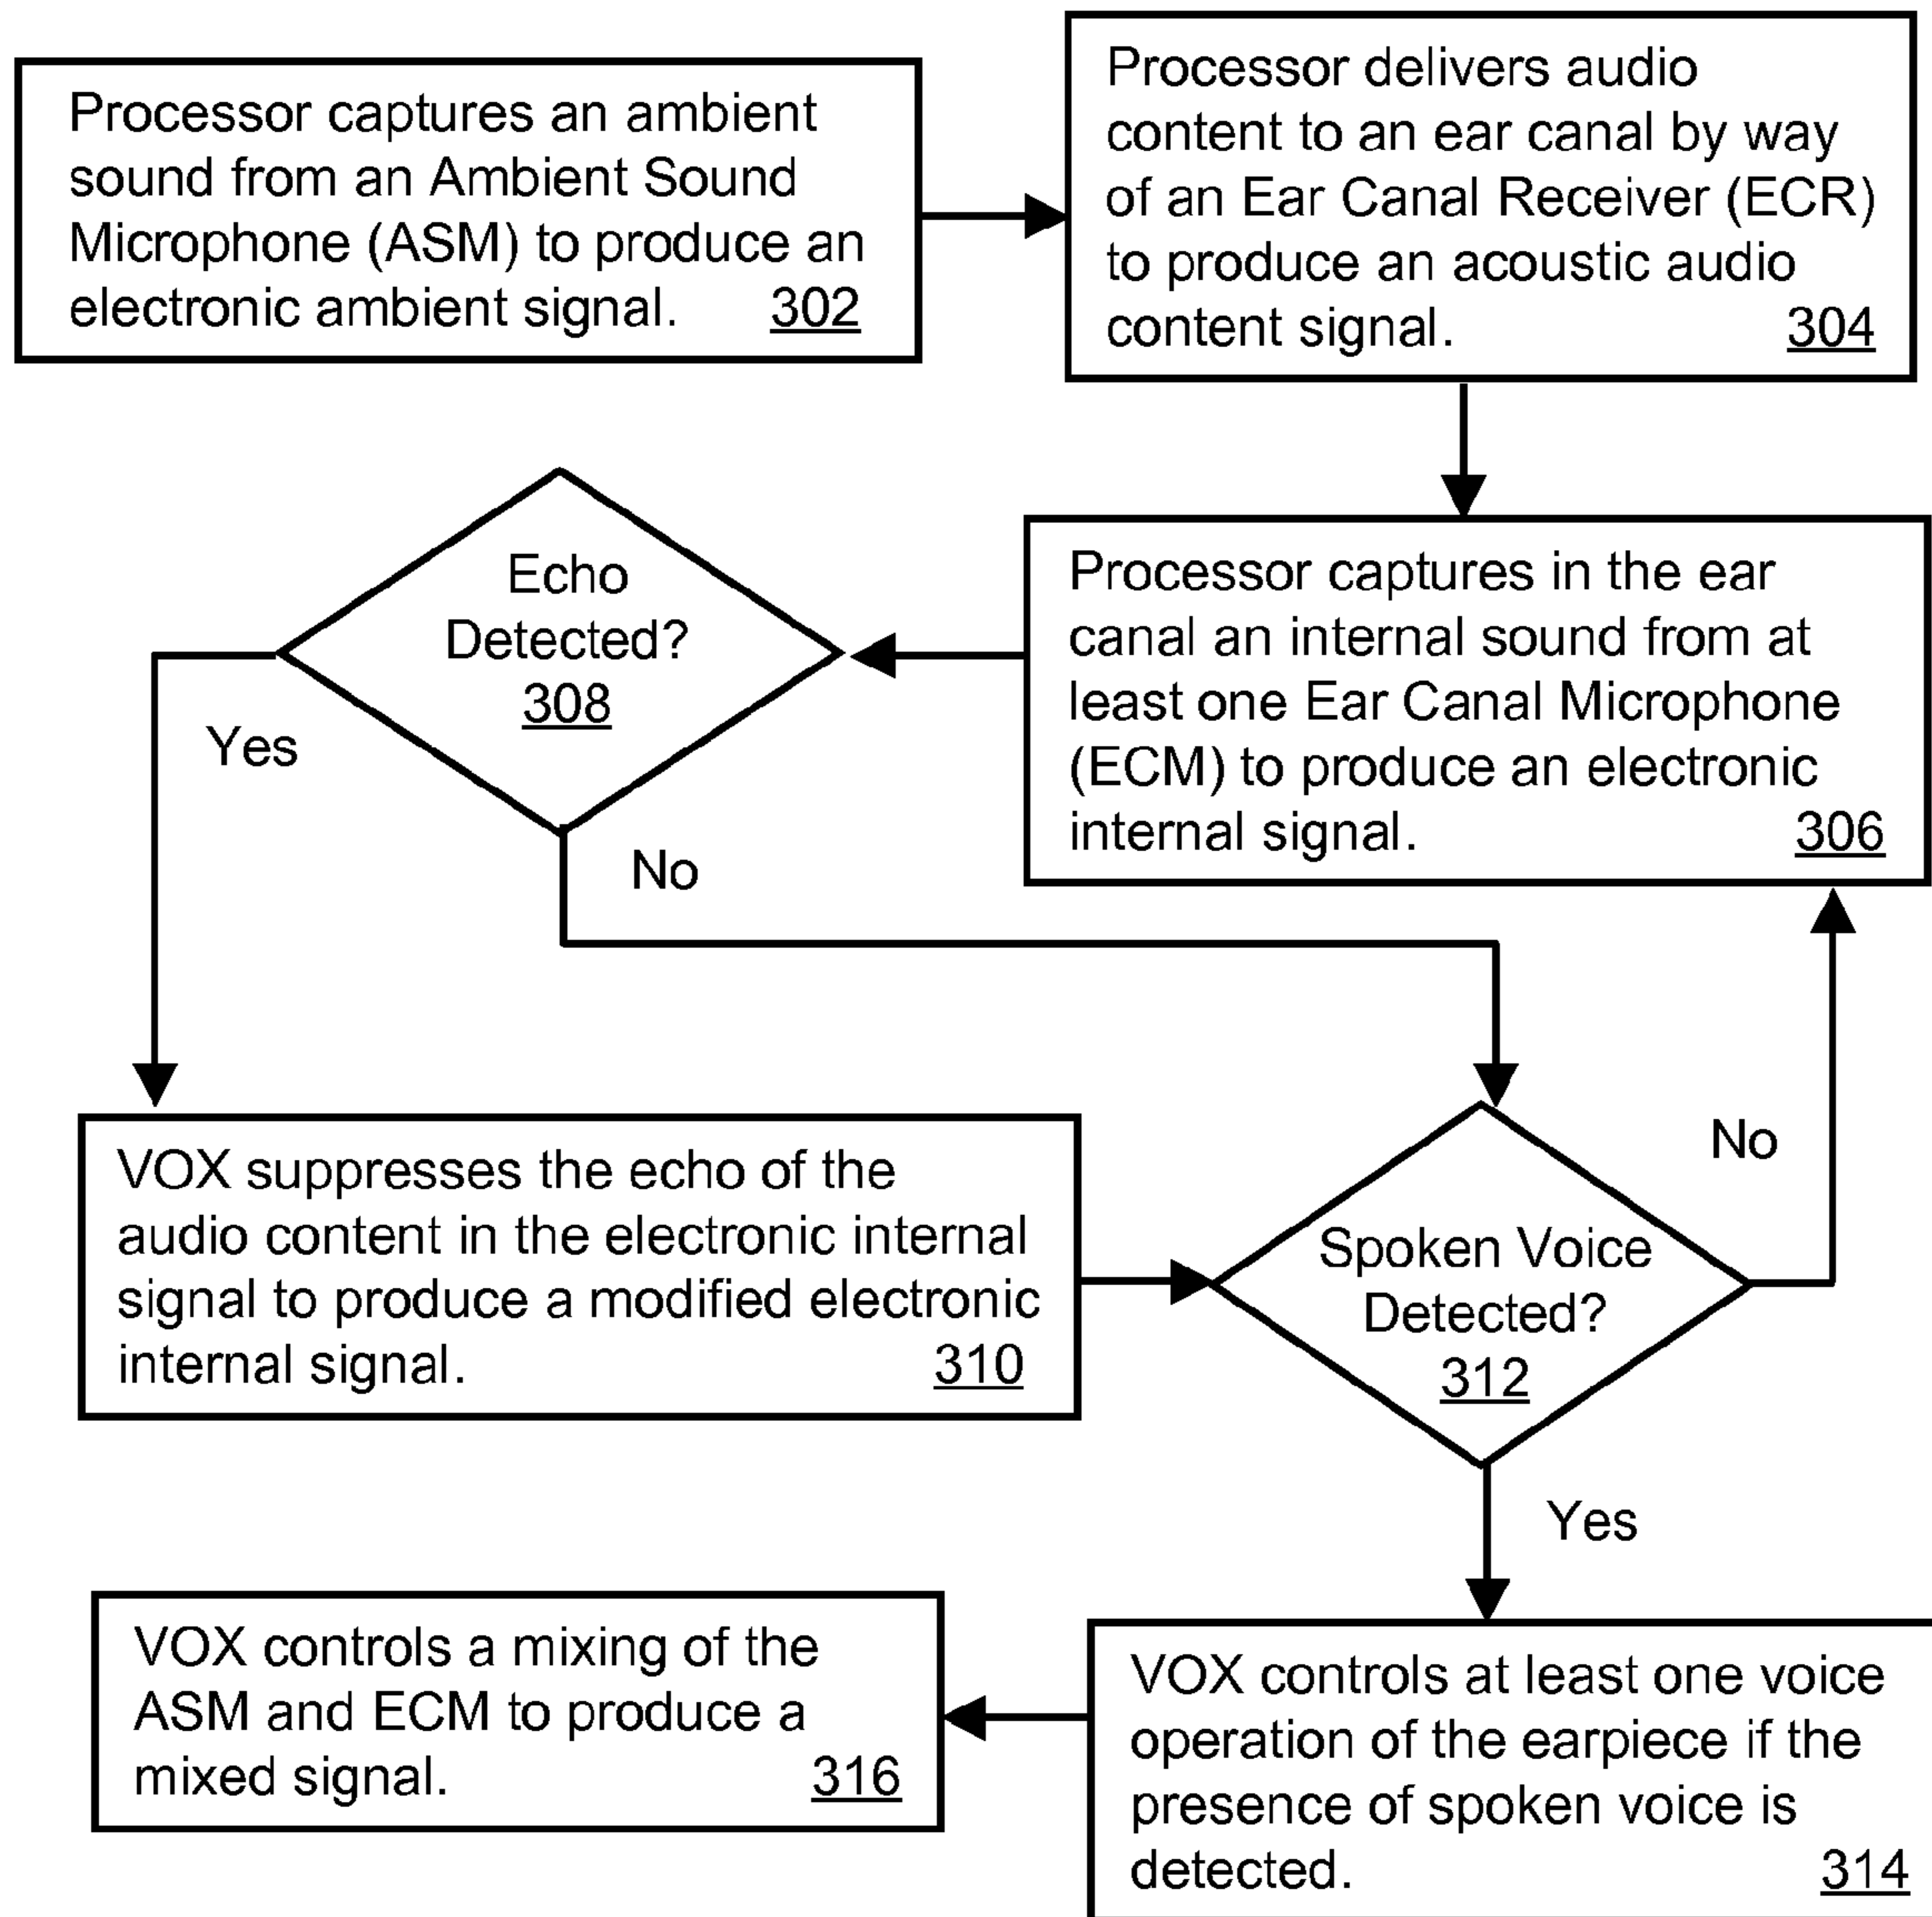 Processor captures an ambient
sound from an Ambient Sound
Microphone (ASM) to produce an
electronic ambient signal. 302
Processor delivers audio
content to an ear canal by way
of an Ear Canal Receiver (ECR)
to produce an acoustic audio
content signal. 304
Processor captures in the ear
canal an internal sound from at
least one Ear Canal Microphone
(ECM) to produce an electronic
internal signal. 306
Echo
Detected?
308
Yes
No
VOX suppresses the echo of the
audio content in the electronic internal
signal to produce a modified electronic
internal signal. 310
Spoken Voice
Detected?
312
No
Yes
VOX controls at least one voice
operation of the earpiece if the
presence of spoken voice is
detected. 314
VOX controls a mixing of the
ASM and ECM to produce a
mixed signal. 316